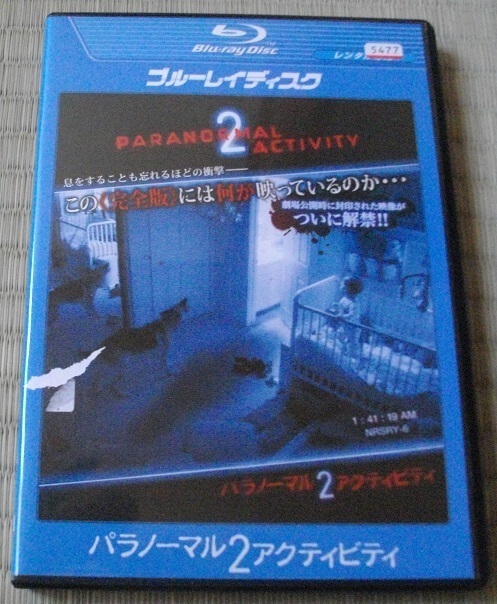 Blu-ray Disc
5477
レンタル
ブルーレイディスク
2
PARANORMAL
ACTIVITY
息をすることも忘れるほどの衝撃──
この《完全版》には何が映っているのか・・・
劇場公開時に封印された映像が
ついに解禁!!
1:41:19 AM
NRSRY-6
パラノーマル2アクティビティ
パラノーマル2アクティビティ